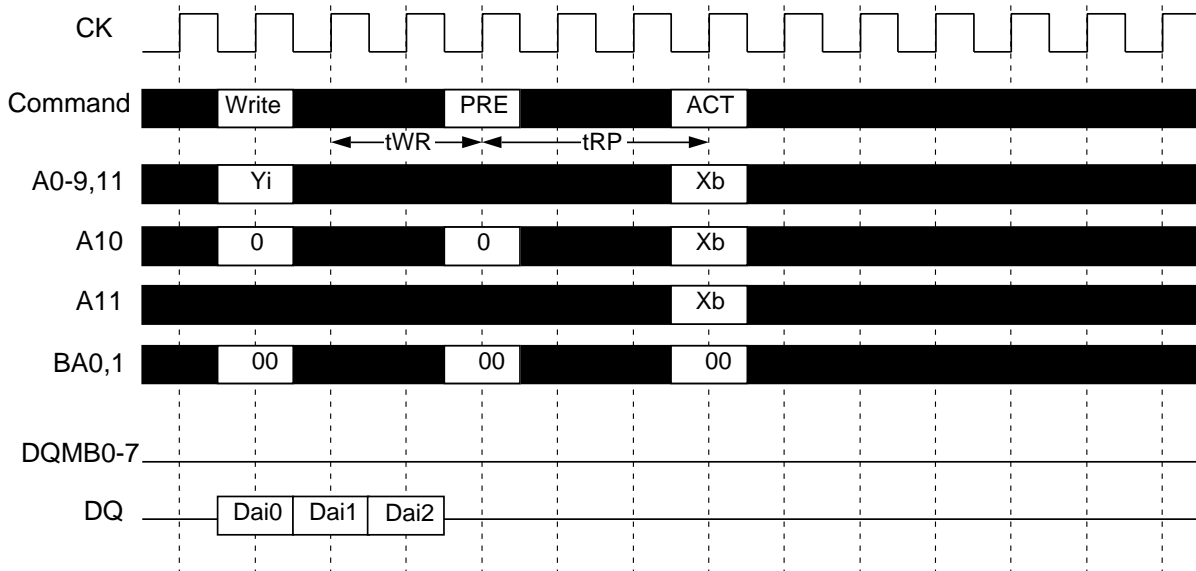 CK
Command Write PRE ACT
tWR tRP
A0-9,11 Yi Xb
A10 0 0 Xb
A11 Xb
BA0,1 00 00 00
DQMB0-7
DQ Dai0 Dai1 Dai2